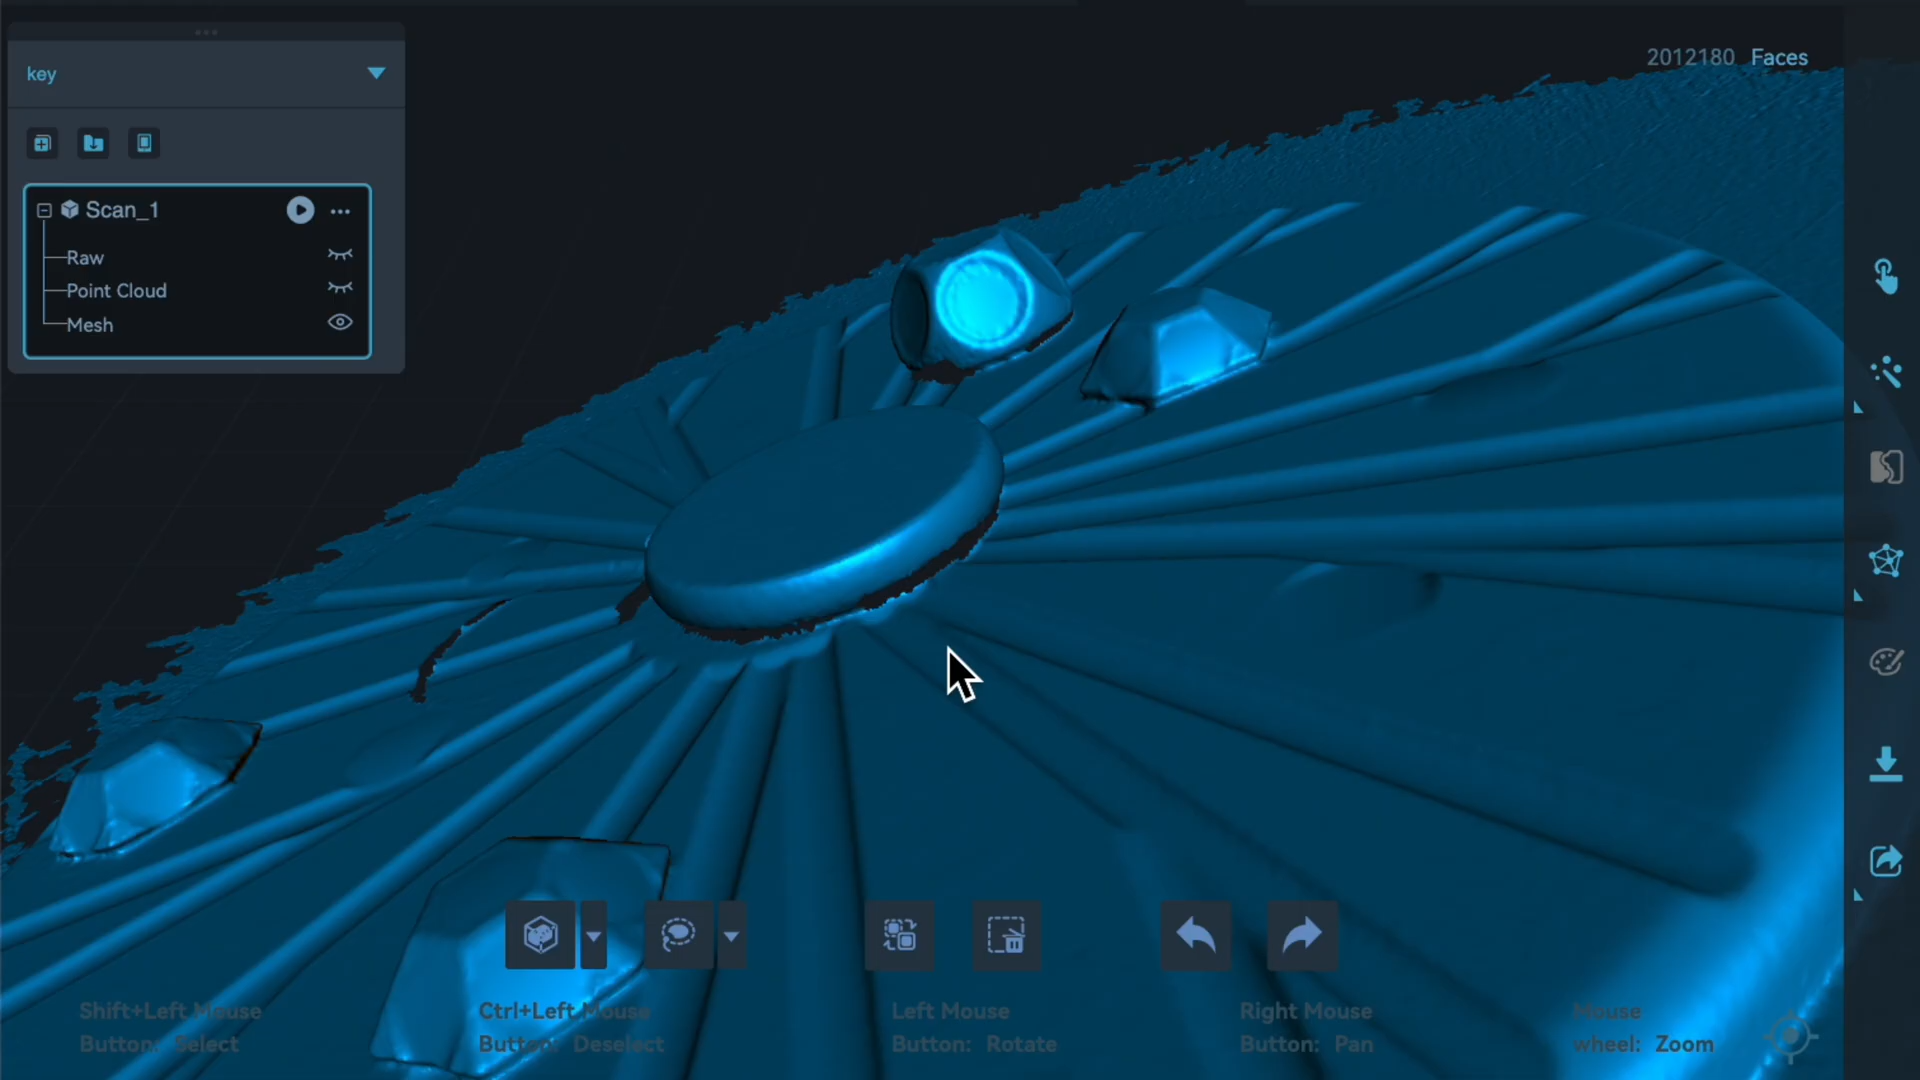 key
2012180 Faces
Scan_1
Raw
Point Cloud
Mesh
Shift+Left Mouse
Button: Select
Ctrl+Left Mouse
Button: Deselect
Left Mouse
Button: Rotate
Right Mouse
Button: Pan
Mouse
wheel: Zoom